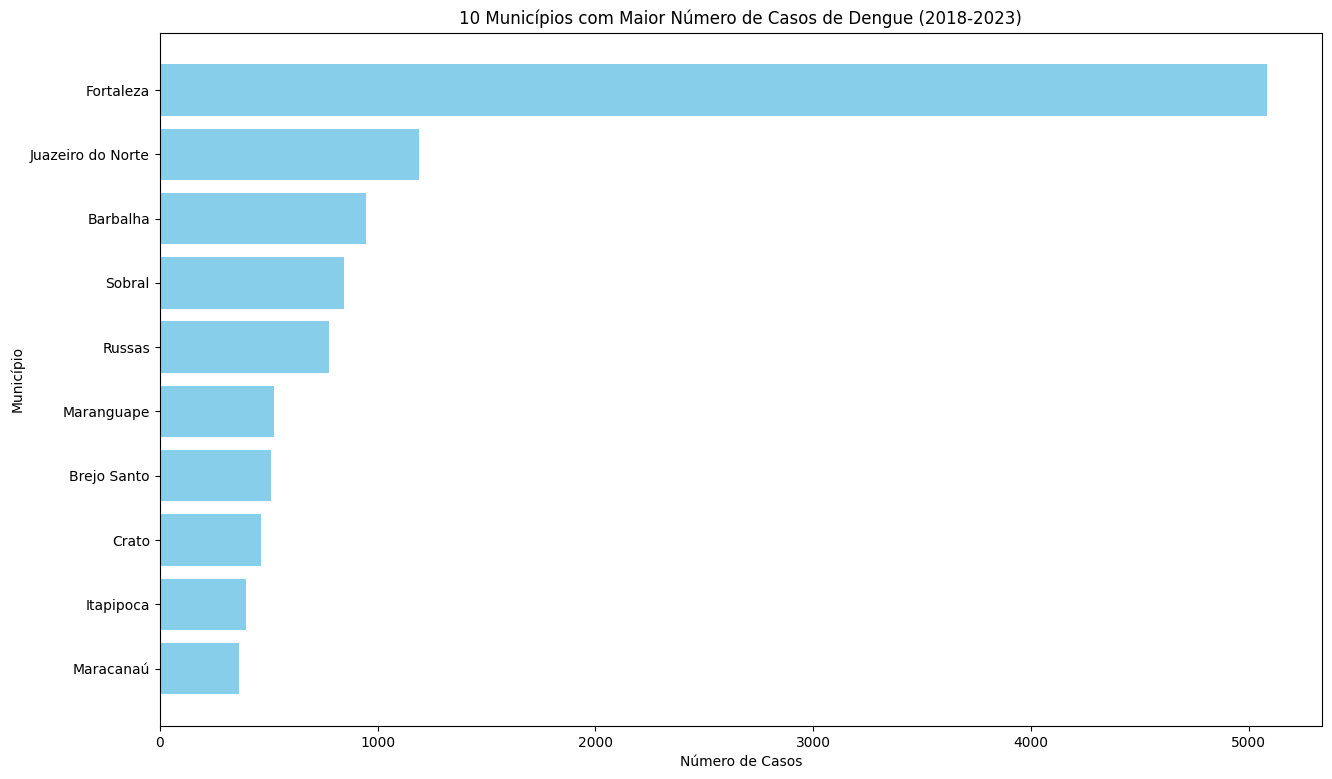 10 Municípios com Maior Número de Casos de Dengue (2018-2023)
Município
Fortaleza
Juazeiro do Norte
Barbalha
Sobral
Russas
Maranguape
Brejo Santo
Crato
Itapipoca
Maracanaú
0 1000 2000 3000 4000 5000
Número de Casos